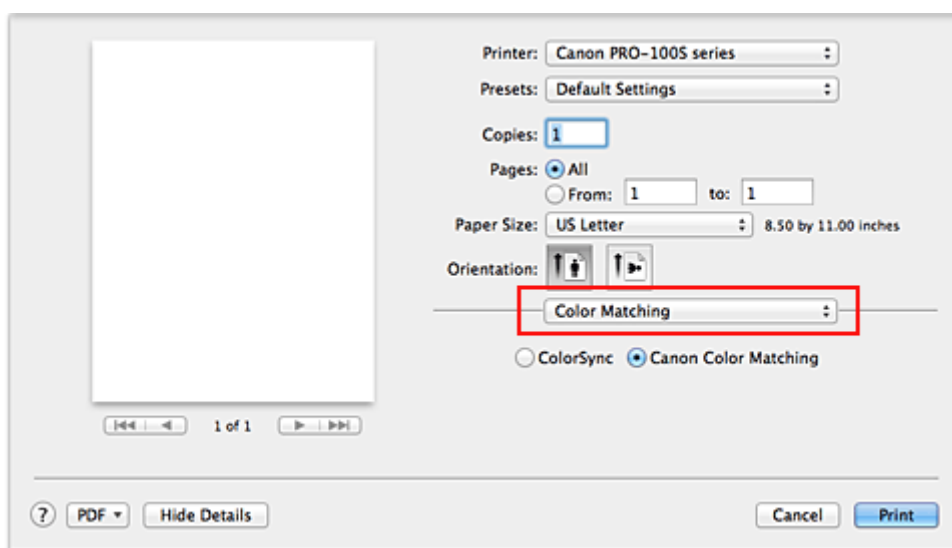 Printer: Canon PRO-100S series
Presets: Default Settings
Copies: 1
Pages: All
From: 1 to: 1
Paper Size: US Letter 8.50 by 11.00 inches
Orientation:
Color Matching
ColorSync Canon Color Matching
1 of 1
? PDF Hide Details Cancel Print